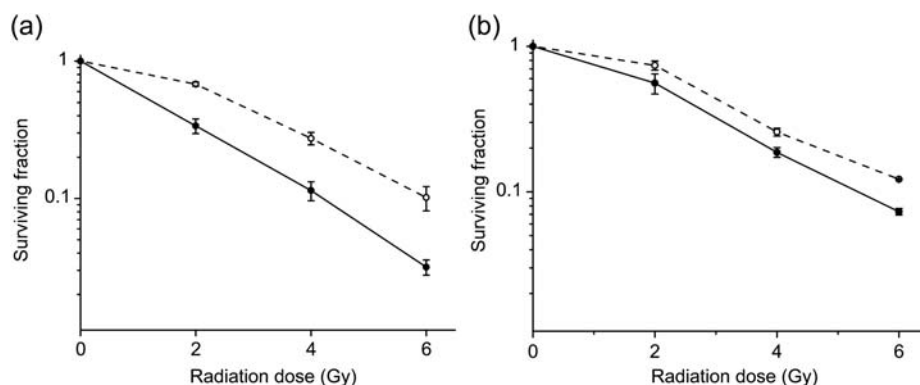 (a)
1
0.1
Surviving fraction
0
2
4
6
Radiation dose (Gy)
(b)
1
0.1
Surviving fraction
0
2
4
6
Radiation dose (Gy)